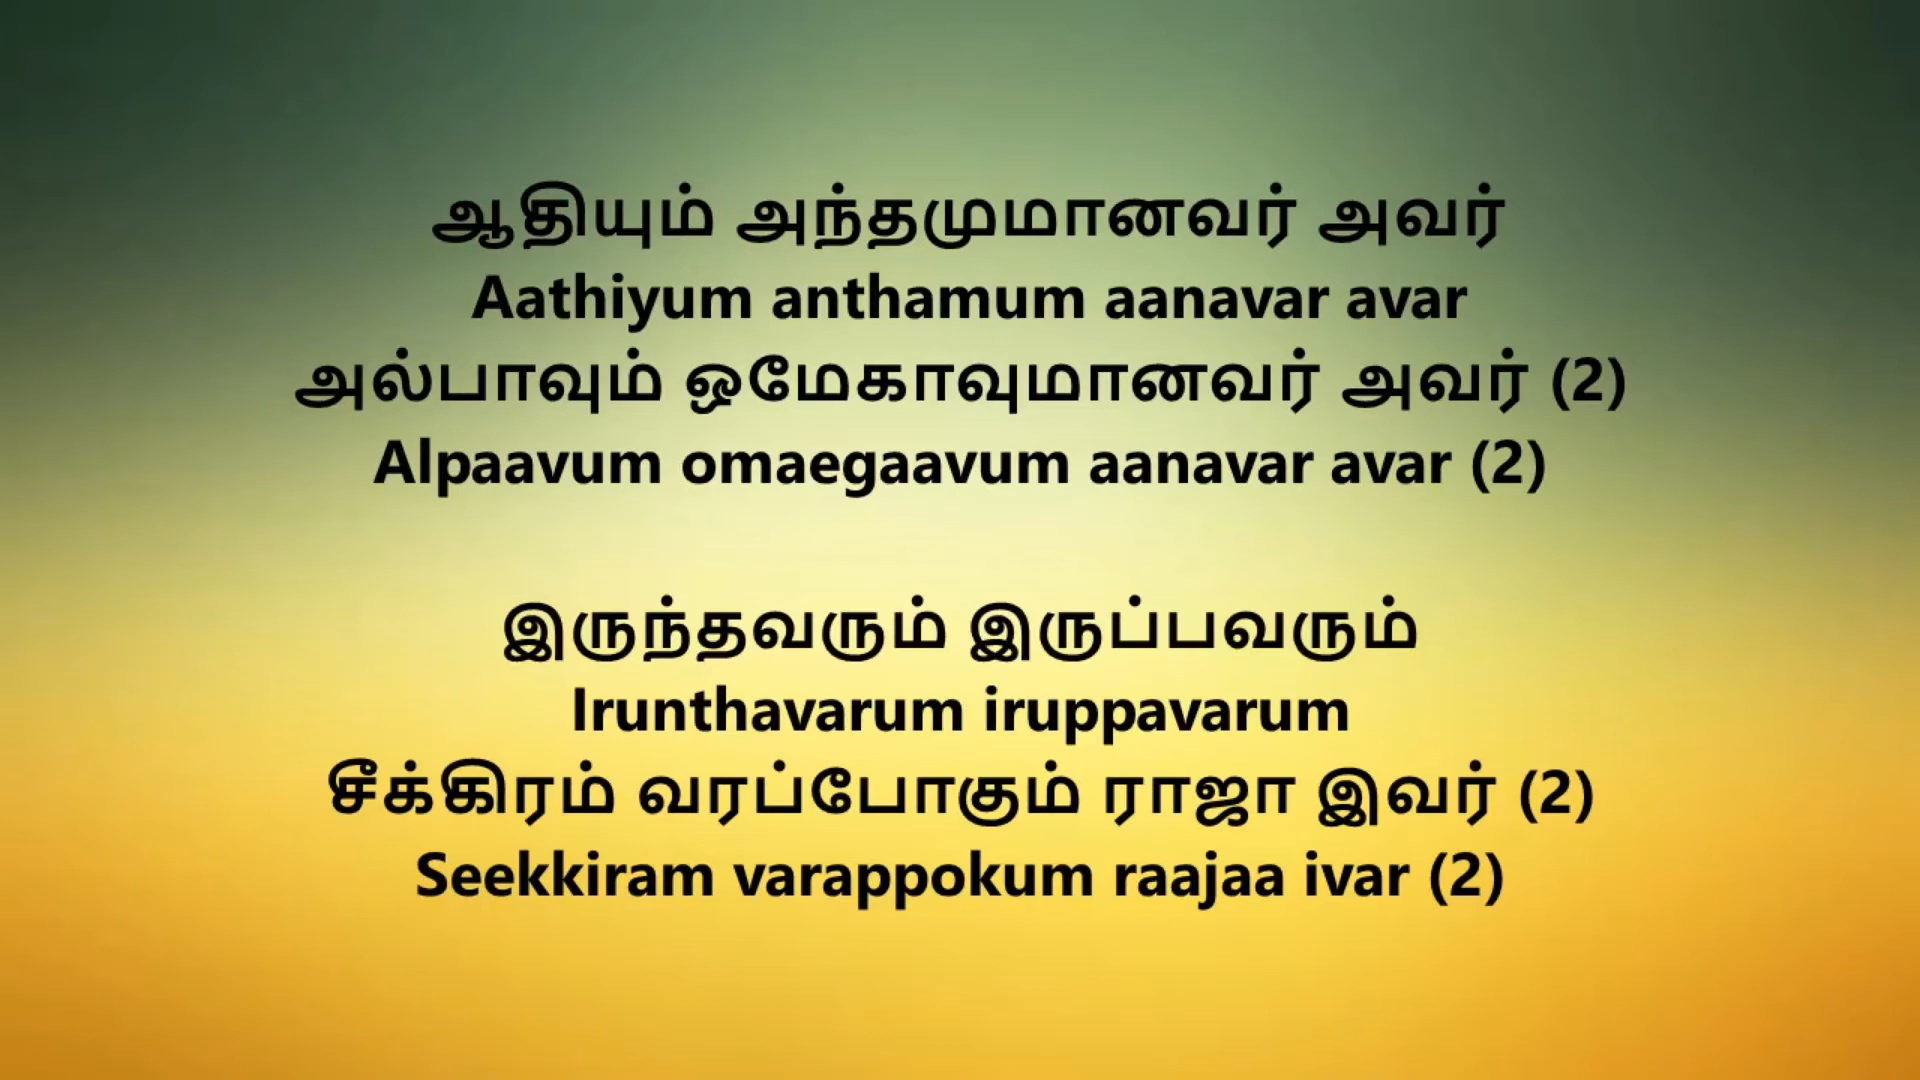 ஆதியும் அந்தமுமானவர் அவர்
Aathiyum anthamum aanavar avar
அல்பாவும் ஒமேகாவுமானவர் அவர் (2)
Alpaavum omaegaavum aanavar avar (2)
இருந்தவரும் இருப்பவரும்
Irunthavarum iruppavarum
சீக்கிரம் வரப்போகும் ராஜா இவர் (2)
Seekkiram varappokum raajaa ivar (2)